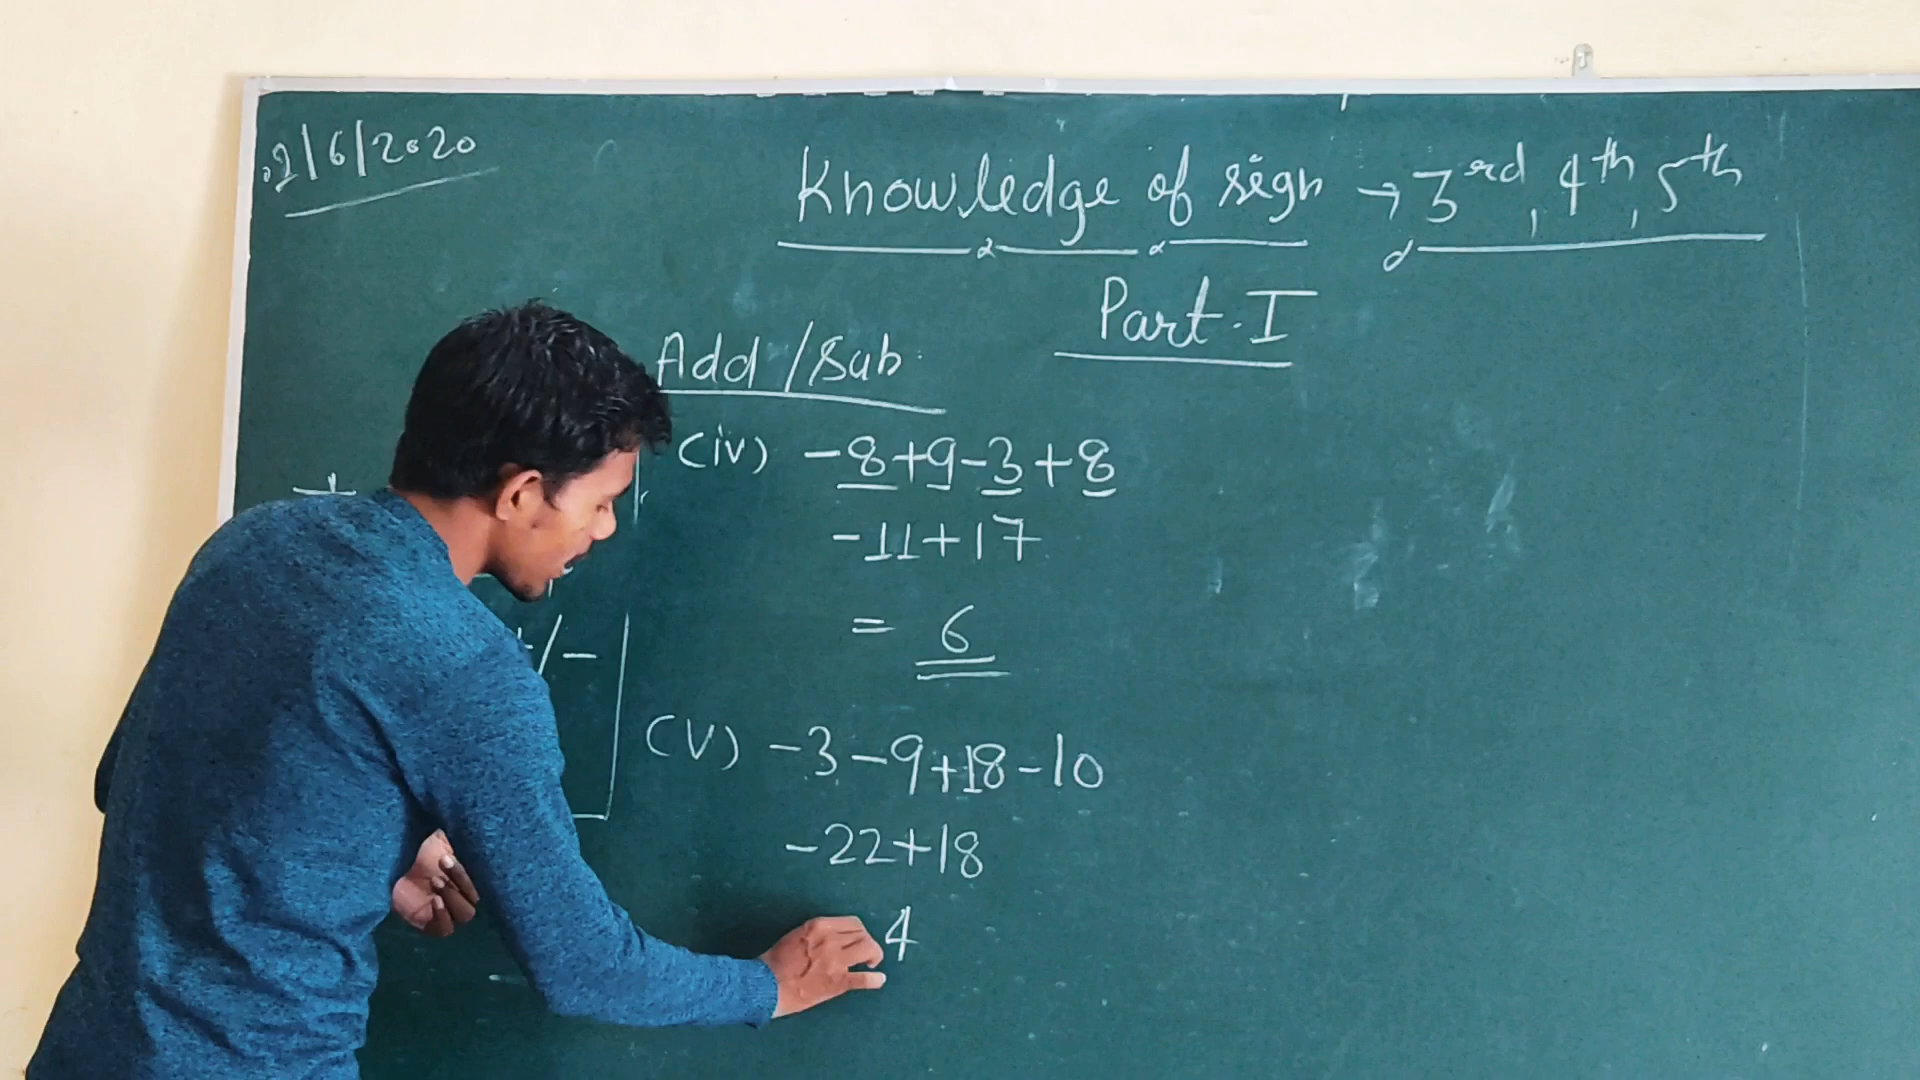 02/6/2020
Knowledge of sign → 3rd, 4th, 5th
Part-I
Add/Sub
(iv) -8+9-3+8
-11+17
= 6
+/-
(V) -3-9+18-10
-22+18
4